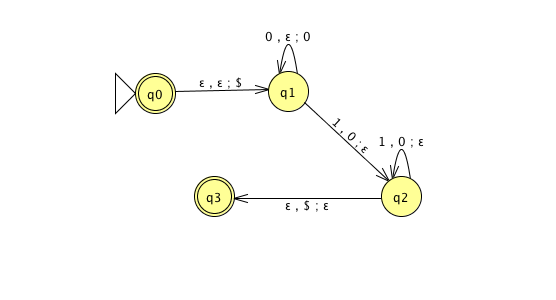 0 , ε ; 0
q0
ε , ε ; $
q1
1 , 0 ; ε
1 , 0 ; ε
q3
q2
ε , $ ; ε